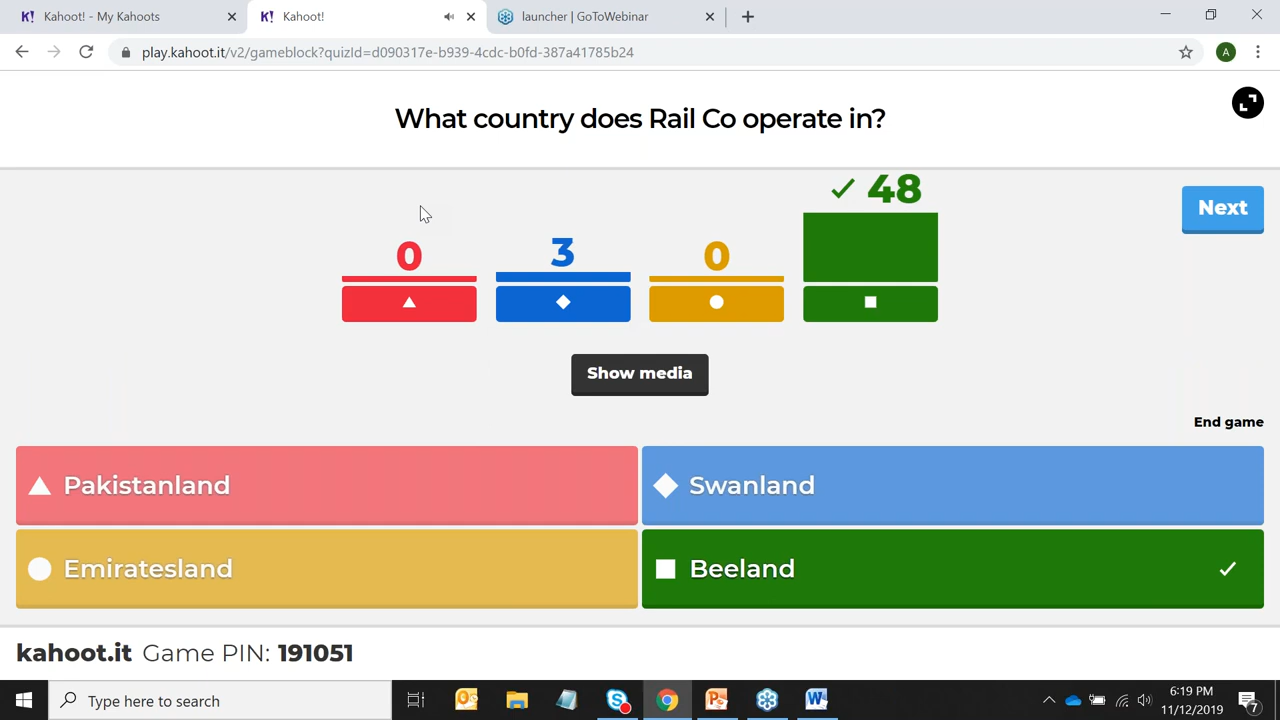 K! Kahoot! - My Kahoots
K! Kahoot!
launcher | GoToWebinar
play.kahoot.it/v2/gameblock?quizId=d090317e-b939-4cdc-b0fd-387a41785b24
A
What country does Rail Co operate in?
0
3
0
48
Next
Show media
End game
Pakistanland
Swanland
Emiratesland
Beeland
kahoot.it Game PIN: 191051
Type here to search
6:19 PM
11/12/2019
7